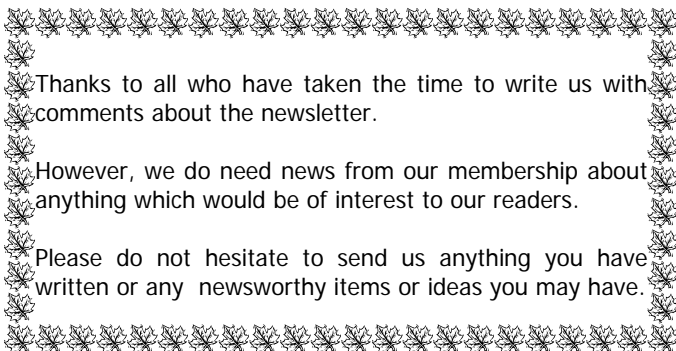 Thanks to all who have taken the time to write us with
comments about the newsletter.
However, we do need news from our membership about
anything which would be of interest to our readers.
Please do not hesitate to send us anything you have
written or any  newsworthy items or ideas you may have.